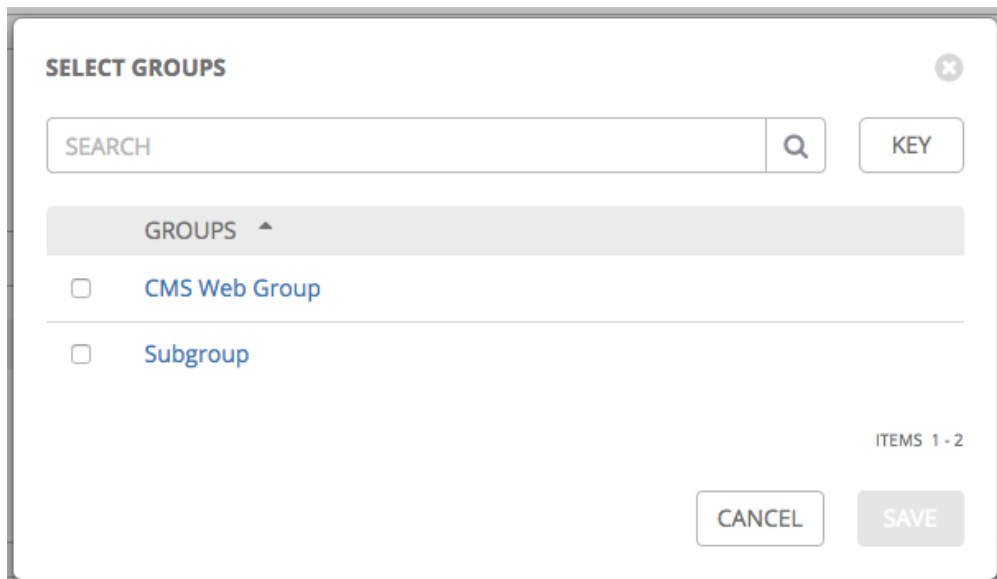 SELECT GROUPS
SEARCH
KEY
GROUPS
CMS Web Group
Subgroup
ITEMS 1 - 2
CANCEL
SAVE